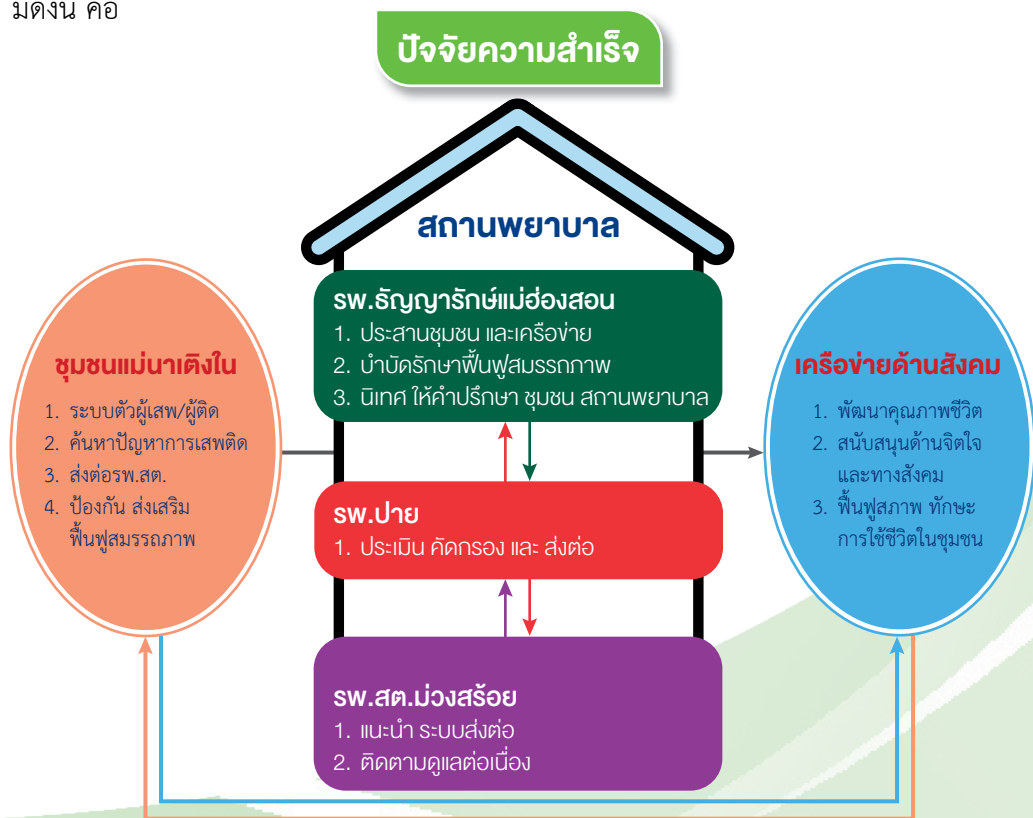 มีดังนี้ คือ
ปัจจัยความสำเร็จ
สถานพยาบาล
รพ.ธัญญารักษ์แม่ฮ่องสอน
1. ประสานชุมชน และเครือข่าย
2. บำบัดรักษาฟื้นฟูสมรรถภาพ
3. นิเทศ ให้คำปรึกษา ชุมชน สถานพยาบาล
ชุมชนแม่นาเติงใน
1. ระบบตัวผู้เสพ/ผู้ติด
2. ค้นหาปัญหาการเสพติด
3. ส่งต่อรพ.สต.
4. ป้องกัน ส่งเสริม
ฟื้นฟูสมรรถภาพ
เครือข่ายด้านสังคม
1. พัฒนาคุณภาพชีวิต
2. สนับสนุนด้านจิตใจ
และทางสังคม
3. ฟื้นฟูสภาพ ทักษะ
การใช้ชีวิตในชุมชน
รพ.ปาย
1. ประเมิน คัดกรอง และ ส่งต่อ
รพ.สต.ม่วงสร้อย
1. แนะนำ ระบบส่งต่อ
2. ติดตามดูแลต่อเนื่อง